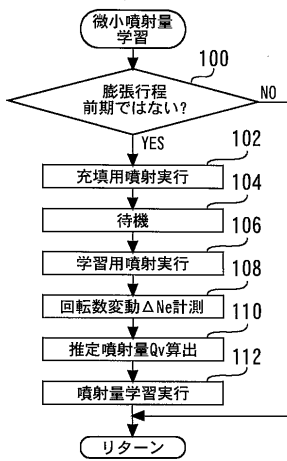 微小噴射量
学習
100
膨張行程
前期ではない?
NO
YES
102
充填用噴射実行
104
待機
106
学習用噴射実行
108
回転数変動ΔNe計測
110
推定噴射量Qv算出
112
噴射量学習実行
リターン